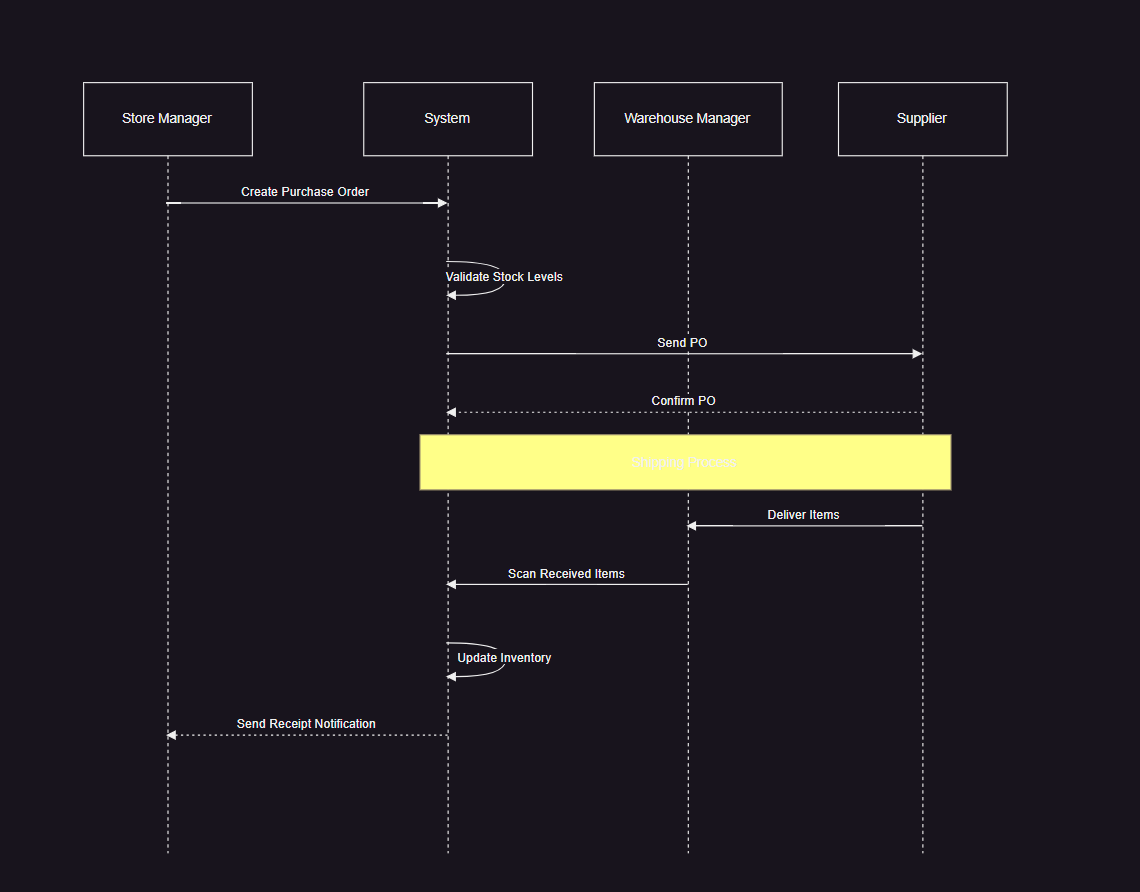 Store Manager
System
Warehouse Manager
Supplier
Create Purchase Order
Validate Stock Levels
Send PO
Confirm PO
Shipping Process
Deliver Items
Scan Received Items
Update Inventory
Send Receipt Notification